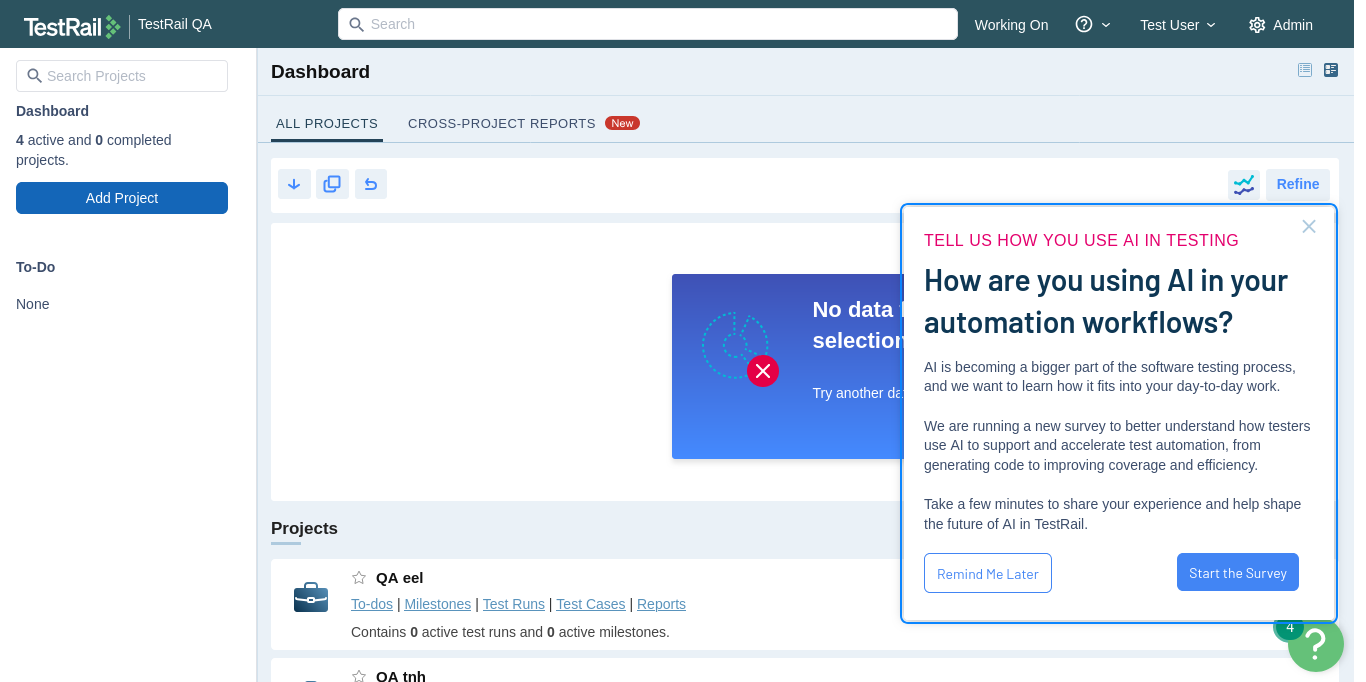 TestRail
TestRail QA
Search
Working On
Test User
Admin
Search Projects
Dashboard
4 active and 0 completed
projects.
Add Project
To-Do
None
Dashboard
ALL PROJECTS
CROSS-PROJECT REPORTS New
Refine
No data
selection
Try another da
TELL US HOW YOU USE AI IN TESTING
How are you using AI in your
automation workflows?
AI is becoming a bigger part of the software testing process,
and we want to learn how it fits into your day-to-day work.
We are running a new survey to better understand how testers
use AI to support and accelerate test automation, from
generating code to improving coverage and efficiency.
Take a few minutes to share your experience and help shape
the future of AI in TestRail.
Remind Me Later
Start the Survey
4
?
Projects
QA eel
To-dos | Milestones | Test Runs | Test Cases | Reports
Contains 0 active test runs and 0 active milestones.
QA tnh